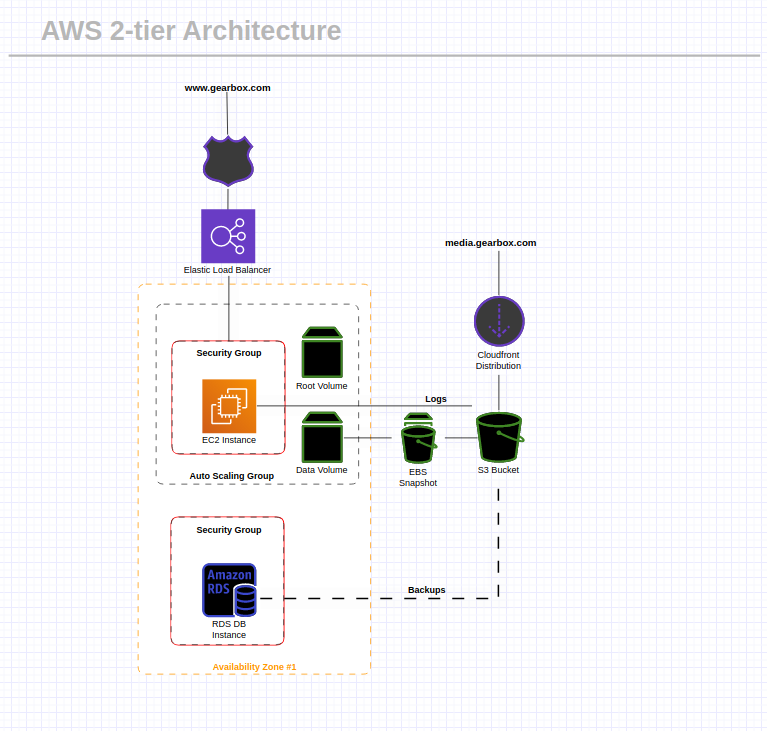 AWS 2-tier Architecture
www.gearbox.com
Elastic Load Balancer
media.gearbox.com
Cloudfront
Distribution
Security Group
Root Volume
Logs
EC2 Instance
Data Volume
EBS
Snapshot
S3 Bucket
Auto Scaling Group
Security Group
Amazon
RDS
Backups
RDS DB
Instance
Availability Zone #1